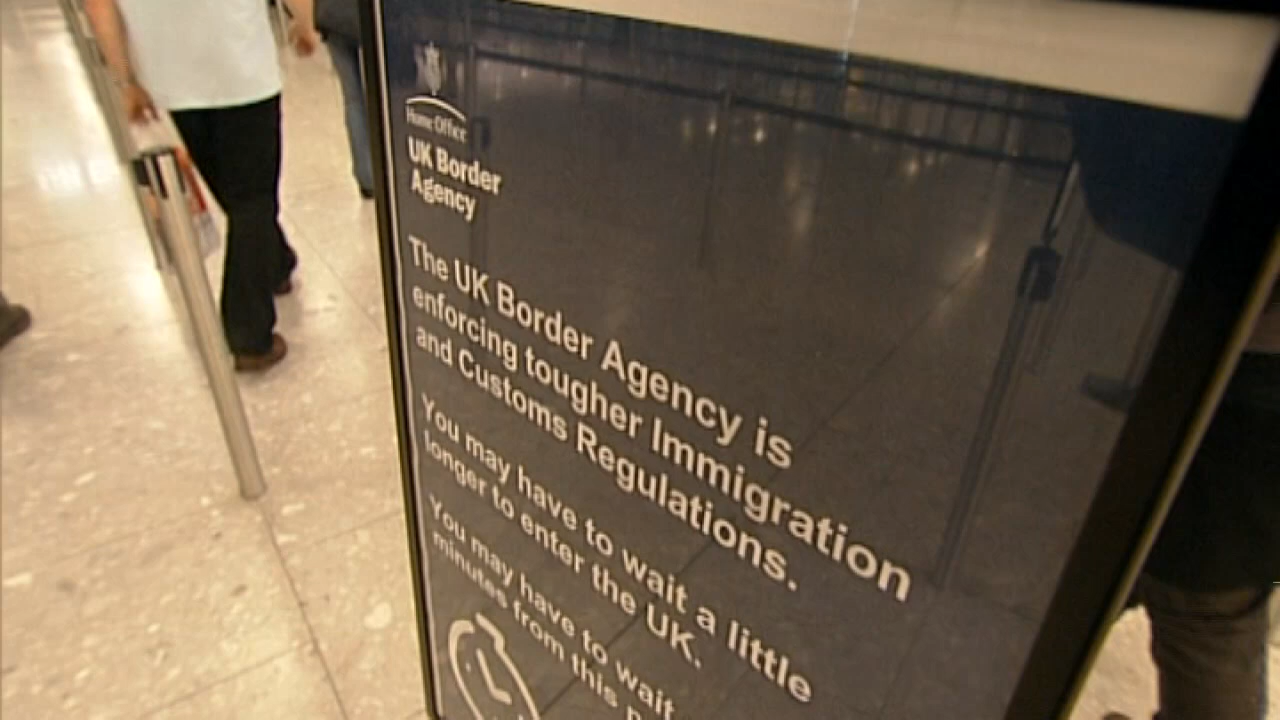 Home Office
UK Border
Agency
The UK Border Agency is
enforcing tougher Immigration
and Customs Regulations.
You may have to wait a little
longer to enter the UK.
You may have to wait
minutes from this